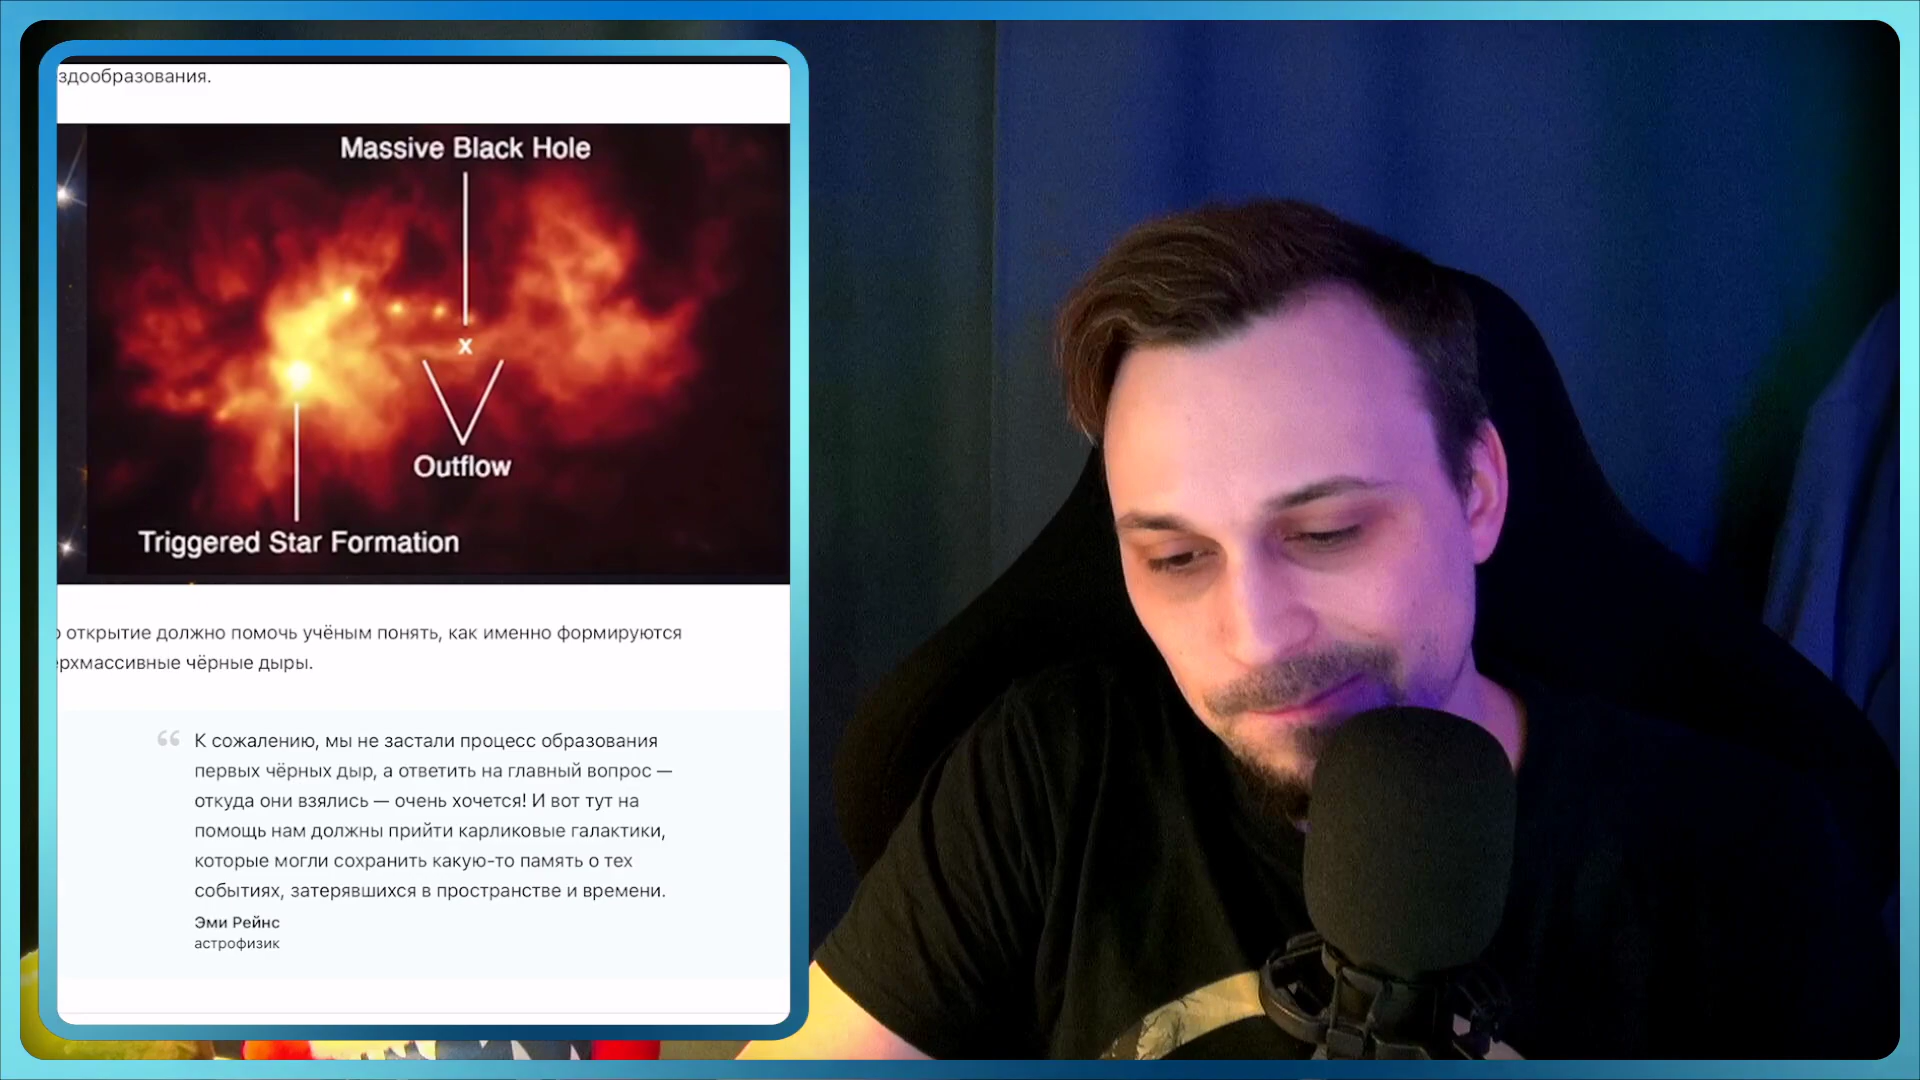 здообразования.
Massive Black Hole
x
Outflow
Triggered Star Formation
открытие должно помочь учёным понять, как именно формируются
рхмассивные чёрные дыры.
“ К сожалению, мы не застали процесс образования
первых чёрных дыр, а ответить на главный вопрос —
откуда они взялись — очень хочется! И вот тут на
помощь нам должны прийти карликовые галактики,
которые могли сохранить какую-то память о тех
событиях, затерявшихся в пространстве и времени.
Эми Рейнс
астрофизик